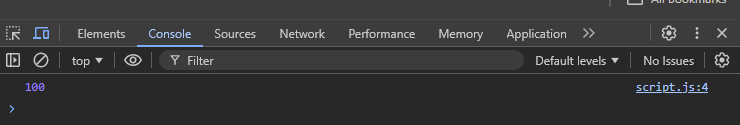 All Bookmarks
Elements Console Sources Network Performance Memory Application
top Filter Default levels No Issues
100 script.js:4